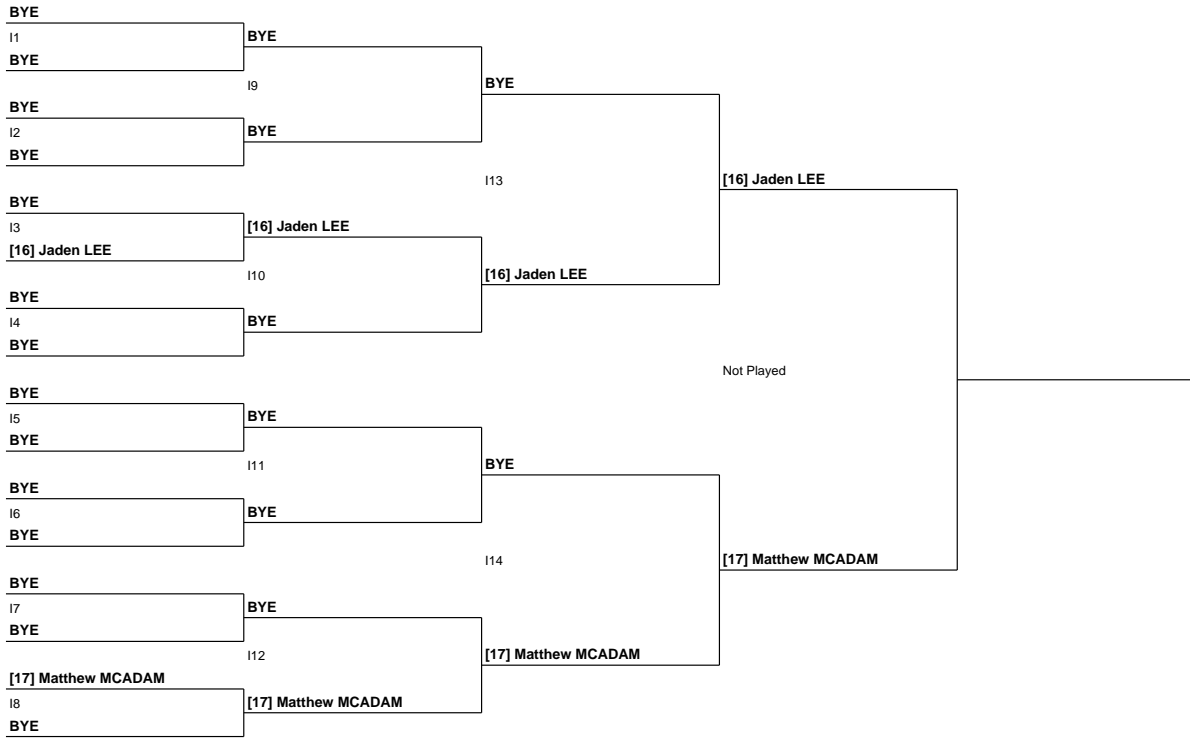 BYE
I1
BYE
BYE
I9
BYE
I2
BYE
BYE
BYE
I13
BYE
I3
[16] Jaden LEE
[16] Jaden LEE
I10
[16] Jaden LEE
BYE
I4
BYE
BYE
[16] Jaden LEE
Not Played
BYE
I5
BYE
BYE
I11
BYE
I6
BYE
BYE
BYE
I14
BYE
I7
BYE
BYE
I12
[17] Matthew MCADAM
I8
BYE
[17] Matthew MCADAM
[17] Matthew MCADAM
[17] Matthew MCADAM